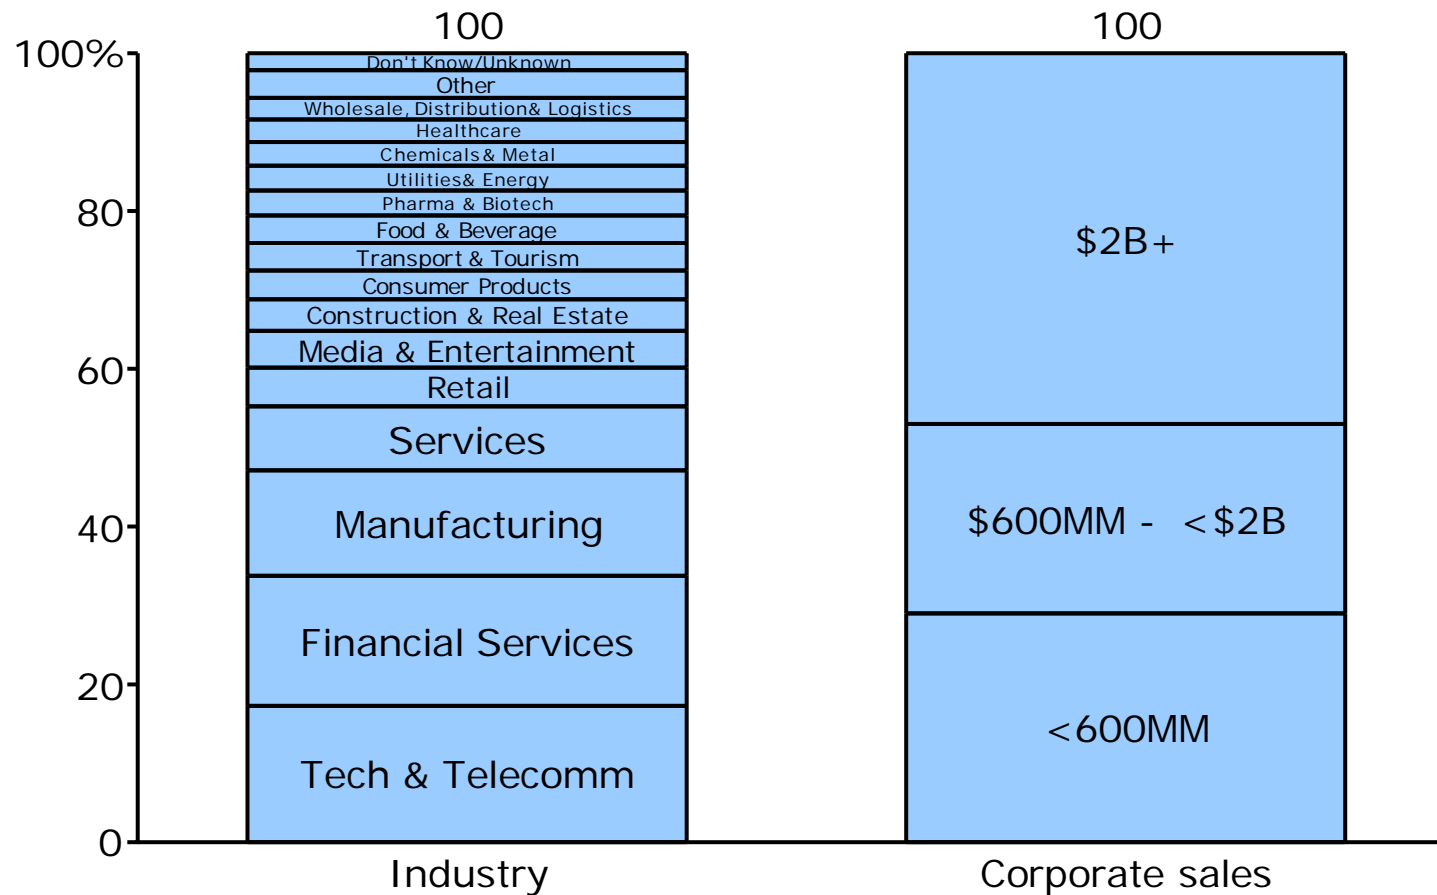 100
100
100%
80
60
40
20
0
Don't Know/Unknown
Other
Wholesale, Distribution& Logistics
Healthcare
Chemicals& Metal
Utilities& Energy
Pharma & Biotech
Food & Beverage
Transport & Tourism
Consumer Products
Construction & Real Estate
Media & Entertainment
Retail
Services
Manufacturing
Financial Services
Tech & Telecomm
$2B+
$600MM - <$2B
<600MM
Industry
Corporate sales